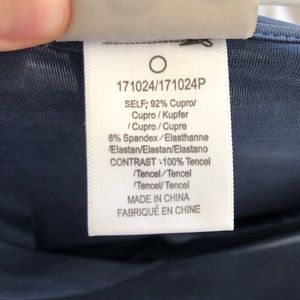 171024/171024P
SELF; 92% Cupro/
Cupro / Kupfer
/ Cupro / Cupre
8% Spandex / Elasthanne
/Elastan/Elastan/Elastano
CONTRAST -100% Tencel
/Tencel / Tencel/
/Tencel/ Tencel
MADE IN CHINA
FABRIQUÉ EN CHINE